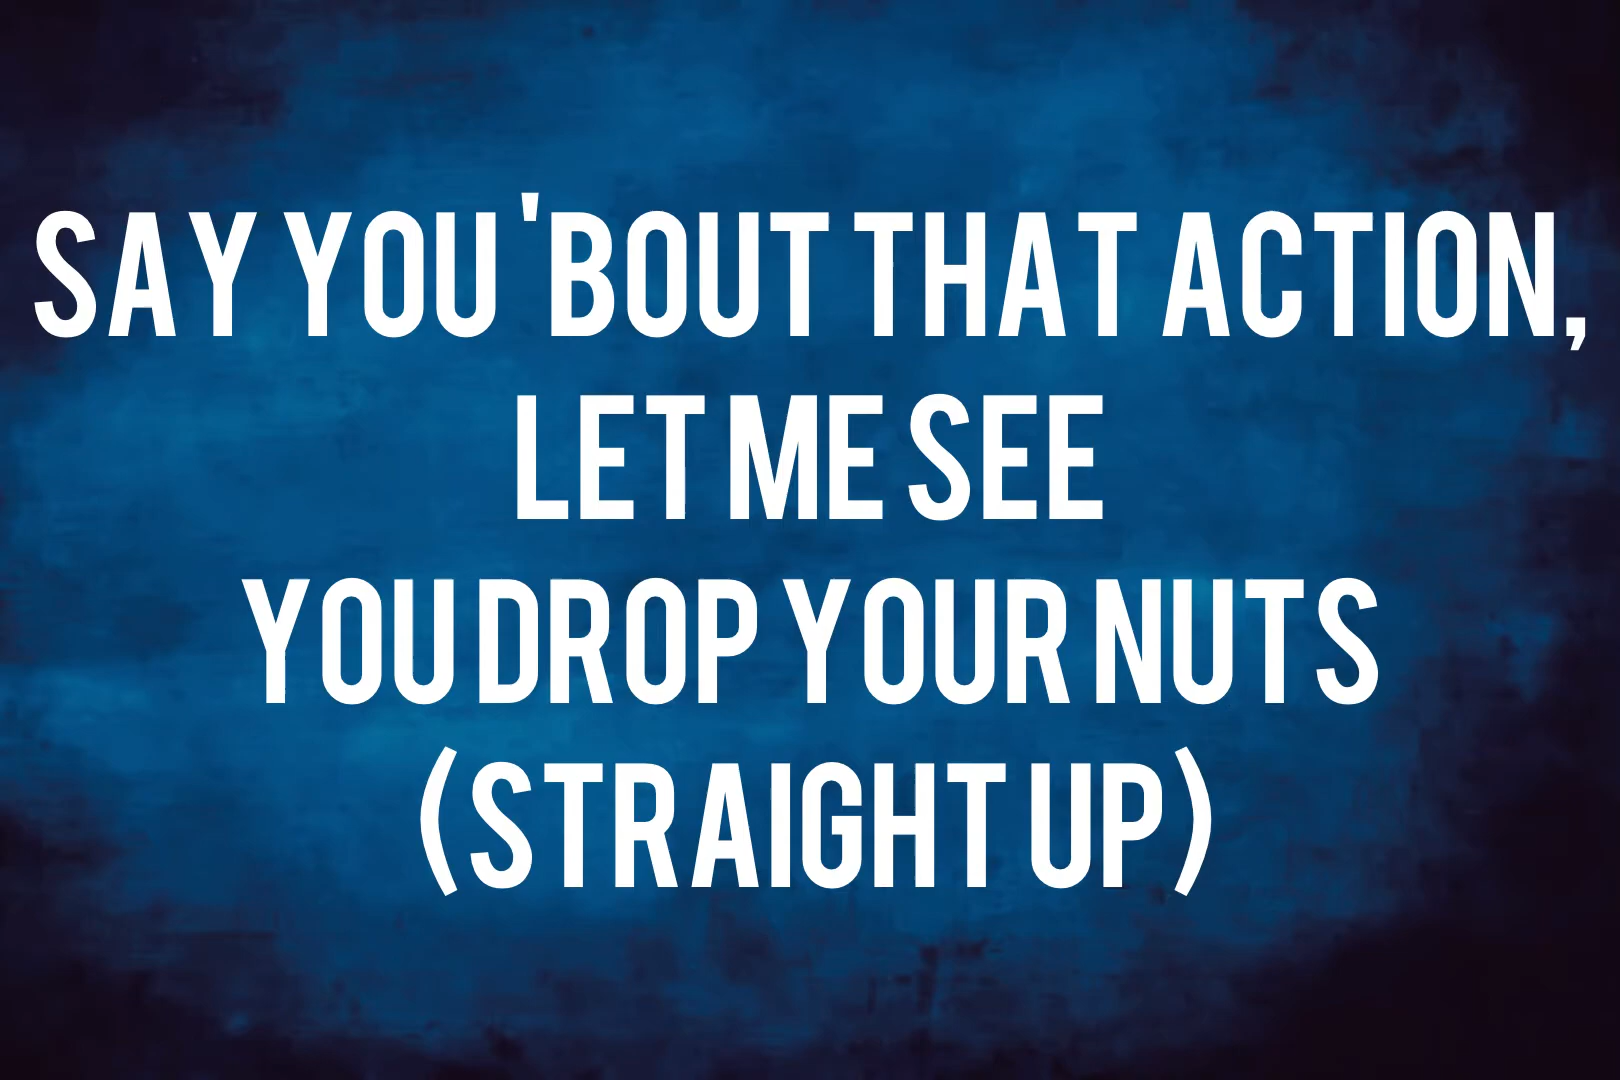 SAY YOU 'BOUT THAT ACTION,
LET ME SEE
YOU DROP YOUR NUTS
(STRAIGHT UP)